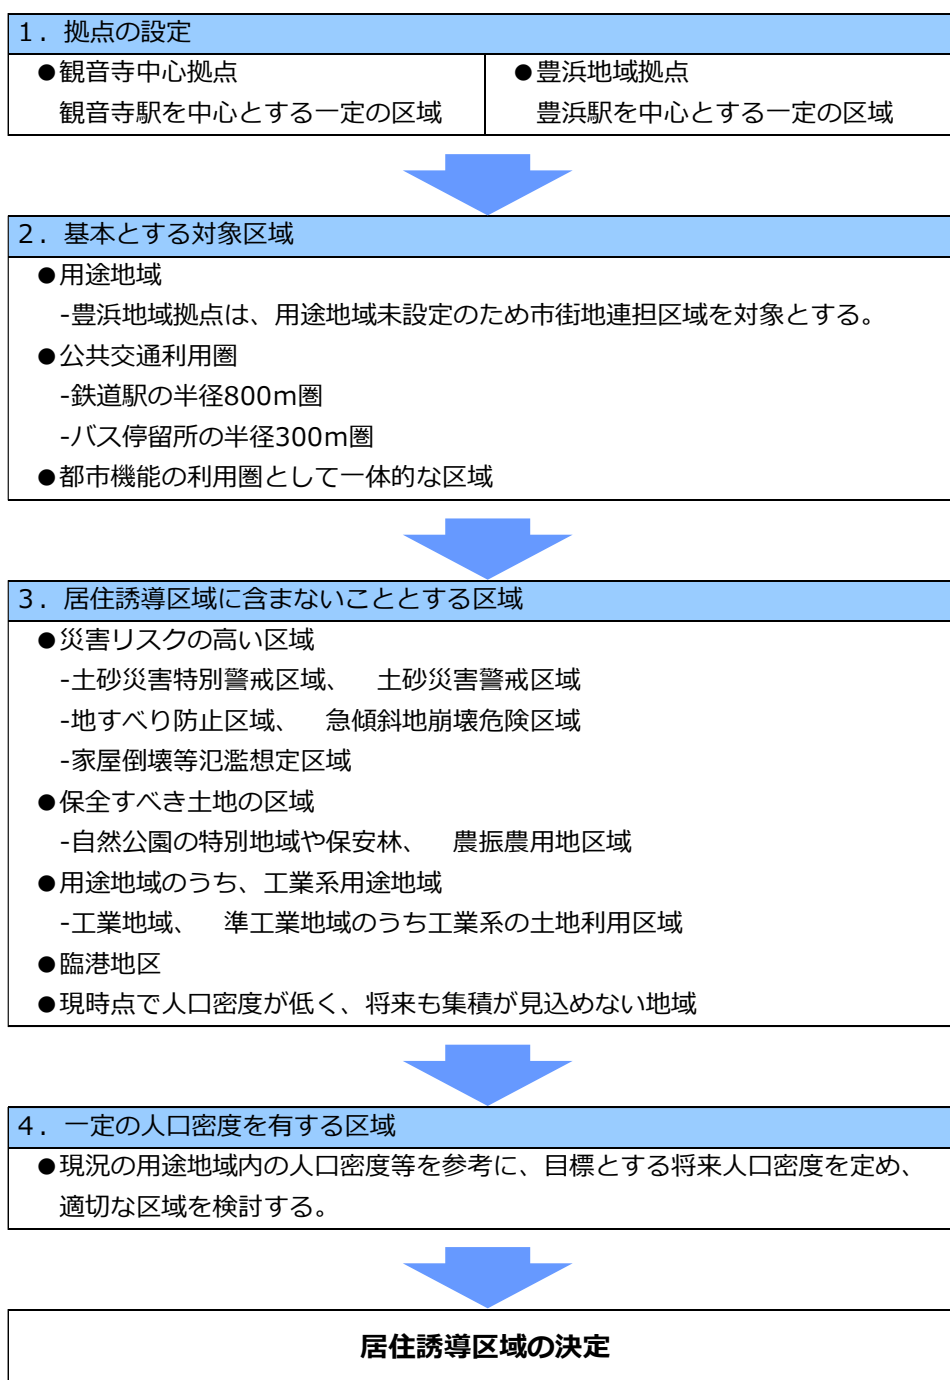 1．拠点の設定
●観音寺中心拠点
観音寺駅を中心とする一定の区域
●豊浜地域拠点
豊浜駅を中心とする一定の区域
2．基本とする対象区域
●用途地域
-豊浜地域拠点は、用途地域未設定のため市街地連担区域を対象とする。
●公共交通利用圏
-鉄道駅の半径800m圏
-バス停留所の半径300m圏
●都市機能の利用圏として一体的な区域
3．居住誘導区域に含まないこととする区域
●災害リスクの高い区域
-土砂災害特別警戒区域、　土砂災害警戒区域
-地すべり防止区域、　急傾斜地崩壊危険区域
-家屋倒壊等氾濫想定区域
●保全すべき土地の区域
-自然公園の特別地域や保安林、　農振農用地区域
●用途地域のうち、工業系用途地域
-工業地域、　準工業地域のうち工業系の土地利用区域
●臨港地区
●現時点で人口密度が低く、将来も集積が見込めない地域
4．一定の人口密度を有する区域
●現況の用途地域内の人口密度等を参考に、目標とする将来人口密度を定め、
適切な区域を検討する。
居住誘導区域の決定